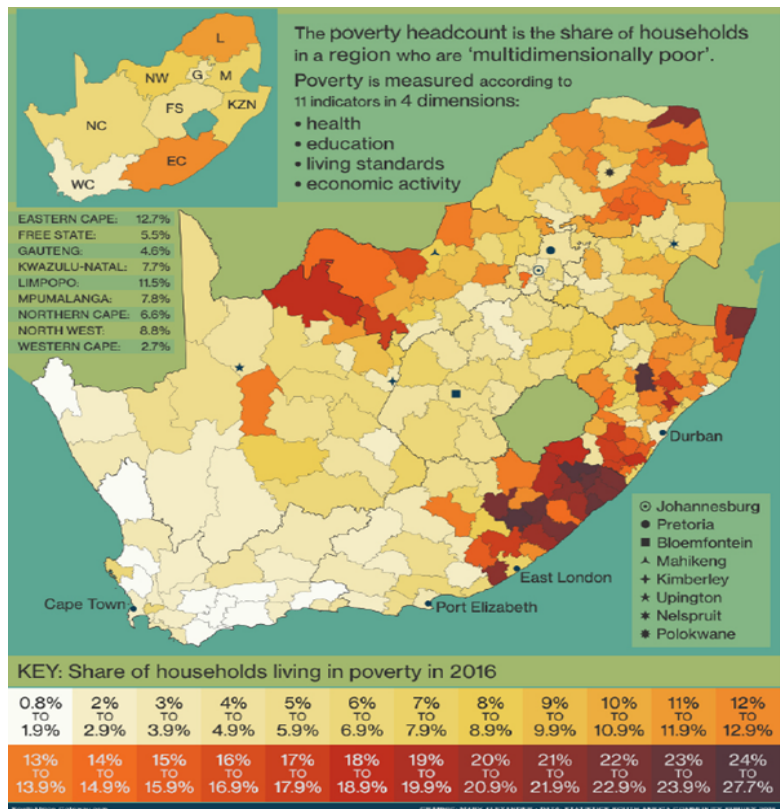 The poverty headcount is the share of households
in a region who are ‘multidimensionally poor’.
Poverty is measured according to
11 indicators in 4 dimensions:
• health
• education
• living standards
• economic activity
L
NW
G
M
FS
KZN
NC
EC
WC
EASTERN CAPE: 12.7%
FREE STATE: 5.5%
GAUTENG: 4.6%
KWAZULU-NATAL: 7.7%
LIMPOPO: 11.5%
MPUMALANGA: 7.8%
NORTHERN CAPE: 6.6%
NORTH WEST: 8.8%
WESTERN CAPE: 2.7%
Durban
East London
Port Elizabeth
Cape Town
Johannesburg
Pretoria
Bloemfontein
Mahikeng
Kimberley
Upington
Nelspruit
Polokwane
KEY: Share of households living in poverty in 2016
0.8% 2% 3% 4% 5% 6% 7% 8% 9% 10% 11% 12%
TO TO TO TO TO TO TO TO TO TO TO TO
1.9% 2.9% 3.9% 4.9% 5.9% 6.9% 7.9% 8.9% 9.9% 10.9% 11.9% 12.9%
13% 14% 15% 16% 17% 18% 19% 20% 21% 22% 23% 24%
TO TO TO TO TO TO TO TO TO TO TO TO
13.9% 14.9% 15.9% 16.9% 17.9% 18.9% 19.9% 20.9% 21.9% 22.9% 23.9% 27.7%